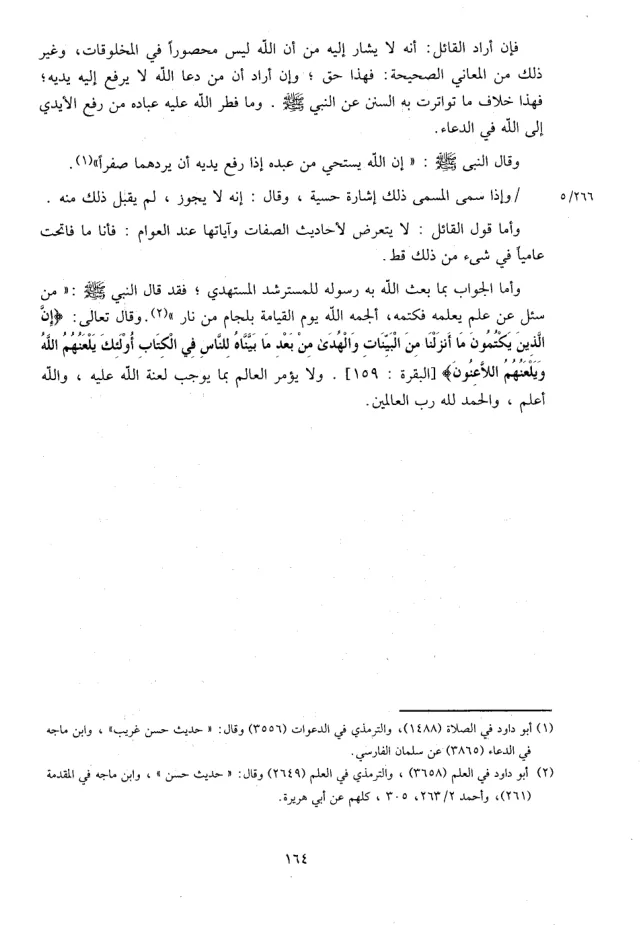 فإن أراد القائل: أنه لا يشار إليه من أن الله ليس محصوراً في المخلوقات، وغير
ذلك من المعاني الصحيحة: فهذا حق ؛ وإن أراد أن من دعا الله لا يرفع إليه يديه؛
فهذا خلاف ما تواترت به السنن عن النبي ﷺ . وما فطر الله عليه عباده من رفع الأيدي
إلى الله في الدعاء.
وقال النبي ﷺ : « إن الله يستحي من عبده إذا رفع يديه أن يردهما صفراً»(١).
٥/٢٦٦ / وإذا سمى المسمى ذلك إشارة حسية ، وقال : إنه لا يجوز ، لم يقبل ذلك منه .
وأما قول القائل : لا يتعرض لأحاديث الصفات وآياتها عند العوام : فأنا ما فاتحت
عامياً في شىء من ذلك قط.
وأما الجواب بما بعث الله به رسوله للمسترشد المستهدي ؛ فقد قال النبي ﷺ :« من
سئل عن علم يعلمه فكتمه، ألجمه الله يوم القيامة بلجام من نار »(٢).وقال تعالى: ﴿إِنَّ
الَّذِينَ يَكْتُمُونَ مَا أَنزَلْنَا مِنَ الْبَيِّنَاتِ وَالْهُدَىٰ مِنْ بَعْدِ مَا بَيَّنَّاهُ لِلنَّاسِ فِي الْكِتَابِ أُولَئِكَ يَلْعَنُهُمُ اللَّهُ
وَيَلْعَنُهُمُ اللاَّعِنُونَ﴾ [البقرة : ١٥٩] . ولا يؤمر العالم بما يوجب لعنة الله عليه ، والله
أعلم ، والحمد لله رب العالمين.
(١) أبو داود في الصلاة (١٤٨٨)، والترمذي في الدعوات (٣٥٥٦) وقال: « حديث حسن غريب» ، وابن ماجه
في الدعاء (٣٨٦٥) عن سلمان الفارسي.
(٢) أبو داود في العلم (٣٦٥٨) ، والترمذي في العلم (٢٦٤٩) وقال: « حديث حسن » ، وابن ماجه في المقدمة
(٢٦١)، وأحمد ٢٦٣/٢، ٣٠٥ ، كلهم عن أبي هريرة.
١٦٤